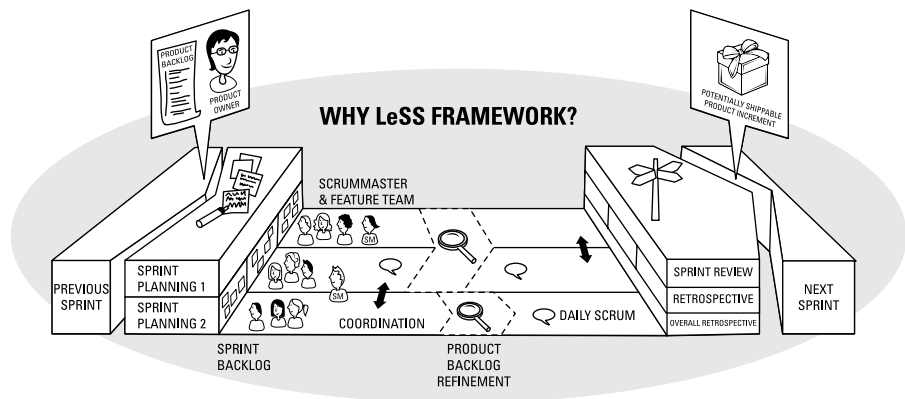 PRODUCT
BACKLOG
PRODUCT
OWNER
POTENTIALLY SHIPPABLE
PRODUCT INCREMENT
WHY LeSS FRAMEWORK?
SCRUMMASTER
& FEATURE TEAM
SM
SM
PREVIOUS
SPRINT
SPRINT
PLANNING 1
SPRINT
PLANNING 2
SPRINT
BACKLOG
COORDINATION
PRODUCT
BACKLOG
REFINEMENT
DAILY SCRUM
SPRINT REVIEW
RETROSPECTIVE
OVERALL RETROSPECTIVE
NEXT
SPRINT